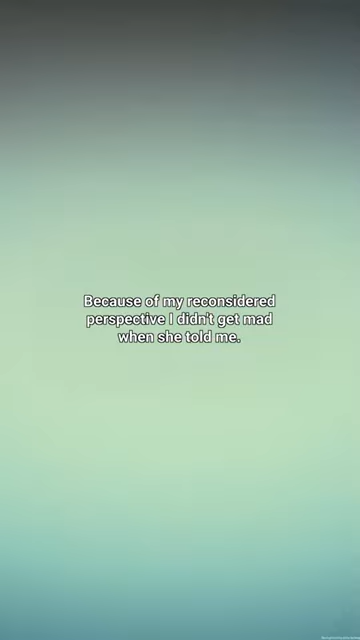 Because of my reconsidered
perspective I didn't get mad
when she told me.